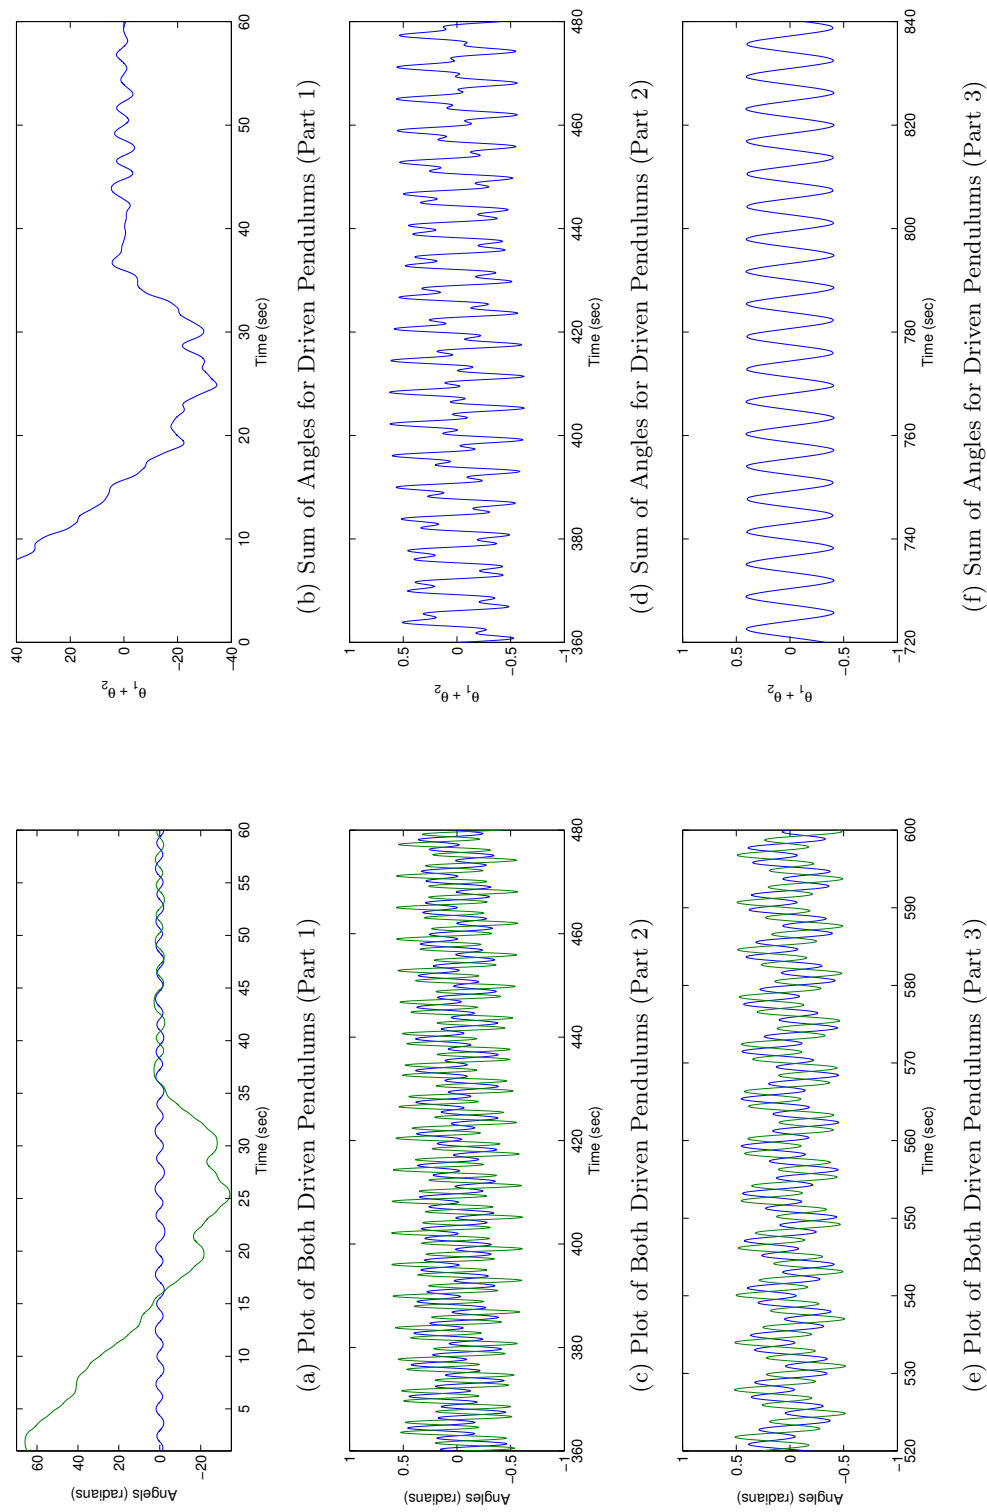 60
40
20
0
−20
Angels (radians)
5 10 15 20 25 30 35 40 45 50 55 60
Time (sec)
(a) Plot of Both Driven Pendulums (Part 1)
40
20
0
−20
−40
θ1 + θ2
0 10 20 30 40 50 60
Time (sec)
(b) Sum of Angles for Driven Pendulums (Part 1)
1
0.5
0
−0.5
−1
Angles (radians)
360 380 400 420 440 460 480
Time (sec)
(c) Plot of Both Driven Pendulums (Part 2)
1
0.5
0
−0.5
−1
θ1 + θ2
360 380 400 420 440 460 480
Time (sec)
(d) Sum of Angles for Driven Pendulums (Part 2)
1
0.5
0
−0.5
−1
Angles (radians)
520 530 540 550 560 570 580 590 600
Time (sec)
(e) Plot of Both Driven Pendulums (Part 3)
1
0.5
0
−0.5
−1
θ1 + θ2
720 740 760 780 800 820 840
Time (sec)
(f) Sum of Angles for Driven Pendulums (Part 3)